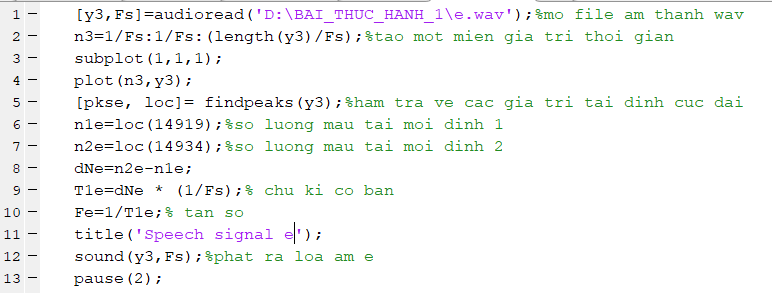 1 - [y3,Fs]=audioread('D:\BAI_THUC_HANH_1\e.wav');%mo file am thanh wav
2 - n3=1/Fs:1/Fs:(length(y3)/Fs);%tao mot mien gia tri thoi gian
3 - subplot(1,1,1);
4 - plot(n3,y3);
5 - [pkse, loc]= findpeaks(y3);%ham tra ve cac gia tri tai dinh cuc dai
6 - n1e=loc(14919);%so luong mau tai moi dinh 1
7 - n2e=loc(14934);%so luong mau tai moi dinh 2
8 - dNe=n2e-n1e;
9 - T1e=dNe * (1/Fs);% chu ki co ban
10 - Fe=1/T1e;% tan so
11 - title('Speech signal e');
12 - sound(y3,Fs);%phat ra loa am e
13 - pause(2);